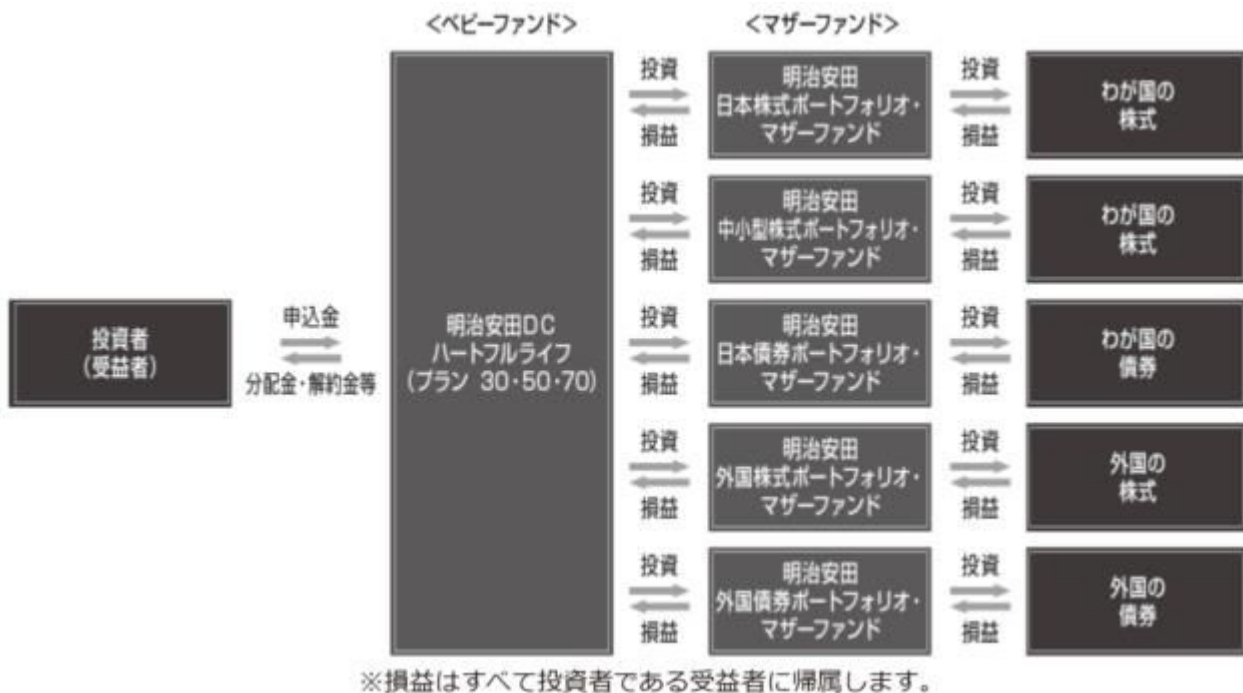 ＜ベビーファンド＞
＜マザーファンド＞
投資者
（受益者）
申込金
分配金・解約金等
明治安田DC
ハートフルライフ
（プラン 30・50・70）
投資
損益
明治安田
日本株式ポートフォリオ・
マザーファンド
投資
損益
わが国の
株式
投資
損益
明治安田
中小型株式ポートフォリオ・
マザーファンド
投資
損益
わが国の
株式
投資
損益
明治安田
日本債券ポートフォリオ・
マザーファンド
投資
損益
わが国の
債券
投資
損益
明治安田
外国株式ポートフォリオ・
マザーファンド
投資
損益
外国の
株式
投資
損益
明治安田
外国債券ポートフォリオ・
マザーファンド
投資
損益
外国の
債券
※損益はすべて投資者である受益者に帰属します。